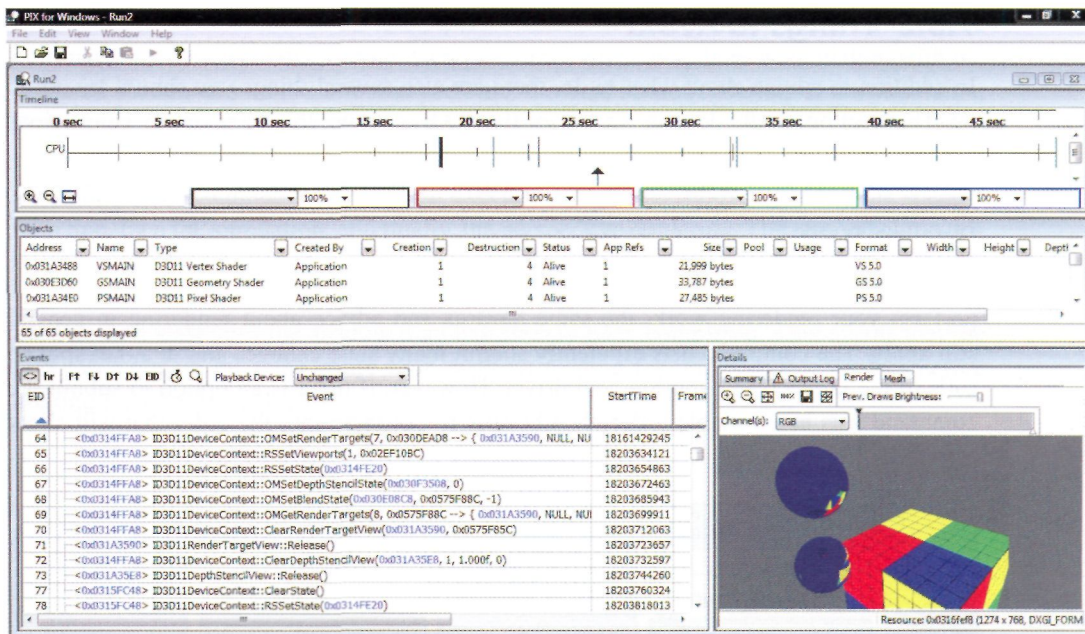 PIX for Windows - Run2
File Edit View Window Help
Run2
Timeline
0 sec 5 sec 10 sec 15 sec 20 sec 25 sec 30 sec 35 sec 40 sec 45 sec
CPU
100% 100% 100% 100%
Objects
Address Name Type Created By Creation Destruction Status App Refs Size Pool Usage Format Width Height Depth
0x031A3488 VSMAIN D3D11 Vertex Shader Application 1 4 Alive 1 21,999 bytes VS 5.0
0x030E3D60 GSMAIN D3D11 Geometry Shader Application 1 4 Alive 1 33,787 bytes GS 5.0
0x031A34E0 PSMAIN D3D11 Pixel Shader Application 1 4 Alive 1 27,485 bytes PS 5.0
65 of 65 objects displayed
Events
<> hr F↑ F↓ D↑ D↓ EID Playback Device: Unchanged
EID Event StartTime Frame
64 <0x0314FFA8> ID3D11DeviceContext::OMSetRenderTargets(7, 0x030DEAD8 --> { 0x031A3590, NULL, NU 18161429245
65 <0x0314FFA8> ID3D11DeviceContext::RSSetViewports(1, 0x02EF10BC) 18203634121
66 <0x0314FFA8> ID3D11DeviceContext::RSSetState(0x0314FE20) 18203654863
67 <0x0314FFA8> ID3D11DeviceContext::OMSetDepthStencilState(0x030F3508, 0) 18203672463
68 <0x0314FFA8> ID3D11DeviceContext::OMSetBlendState(0x030E08C8, 0x0575F88C, -1) 18203685943
69 <0x0314FFA8> ID3D11DeviceContext::OMGetRenderTargets(8, 0x0575F88C --> { 0x031A3590, NULL, NUL 18203699911
70 <0x0314FFA8> ID3D11DeviceContext::ClearRenderTargetView(0x031A3590, 0x0575F85C) 18203712063
71 <0x031A3590> ID3D11RenderTargetView::Release() 18203723657
72 <0x0314FFA8> ID3D11DeviceContext::ClearDepthStencilView(0x031A35E8, 1, 1.000f, 0) 18203732597
73 <0x031A35E8> ID3D11DepthStencilView::Release() 18203744260
77 <0x0315FC48> ID3D11DeviceContext::ClearState() 18203760324
78 <0x0315FC48> ID3D11DeviceContext::RSSetState(0x0314FE20) 18203818013
Details
Summary Output Log Render Mesh
100% Prev. Draws Brightness:
Channel(s): RGB
Resource: 0x0316fef8 (1274 x 768, DXGI_FORM